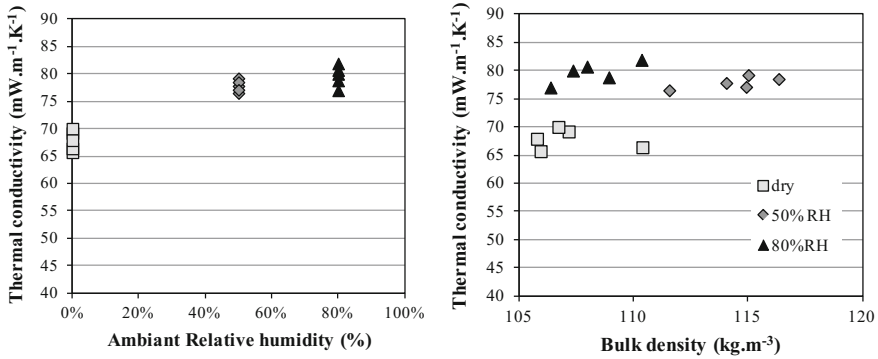 Thermal conductivity (mW.m⁻¹.K⁻¹)
90
85
80
75
70
65
60
55
50
45
40
0% 20% 40% 60% 80% 100%
Ambiant Relative humidity (%)
Thermal conductivity (mW.m⁻¹.K⁻¹)
90
85
80
75
70
65
60
55
50
45
40
dry
50% RH
80%RH
105 110 115 120
Bulk density (kg.m⁻³)